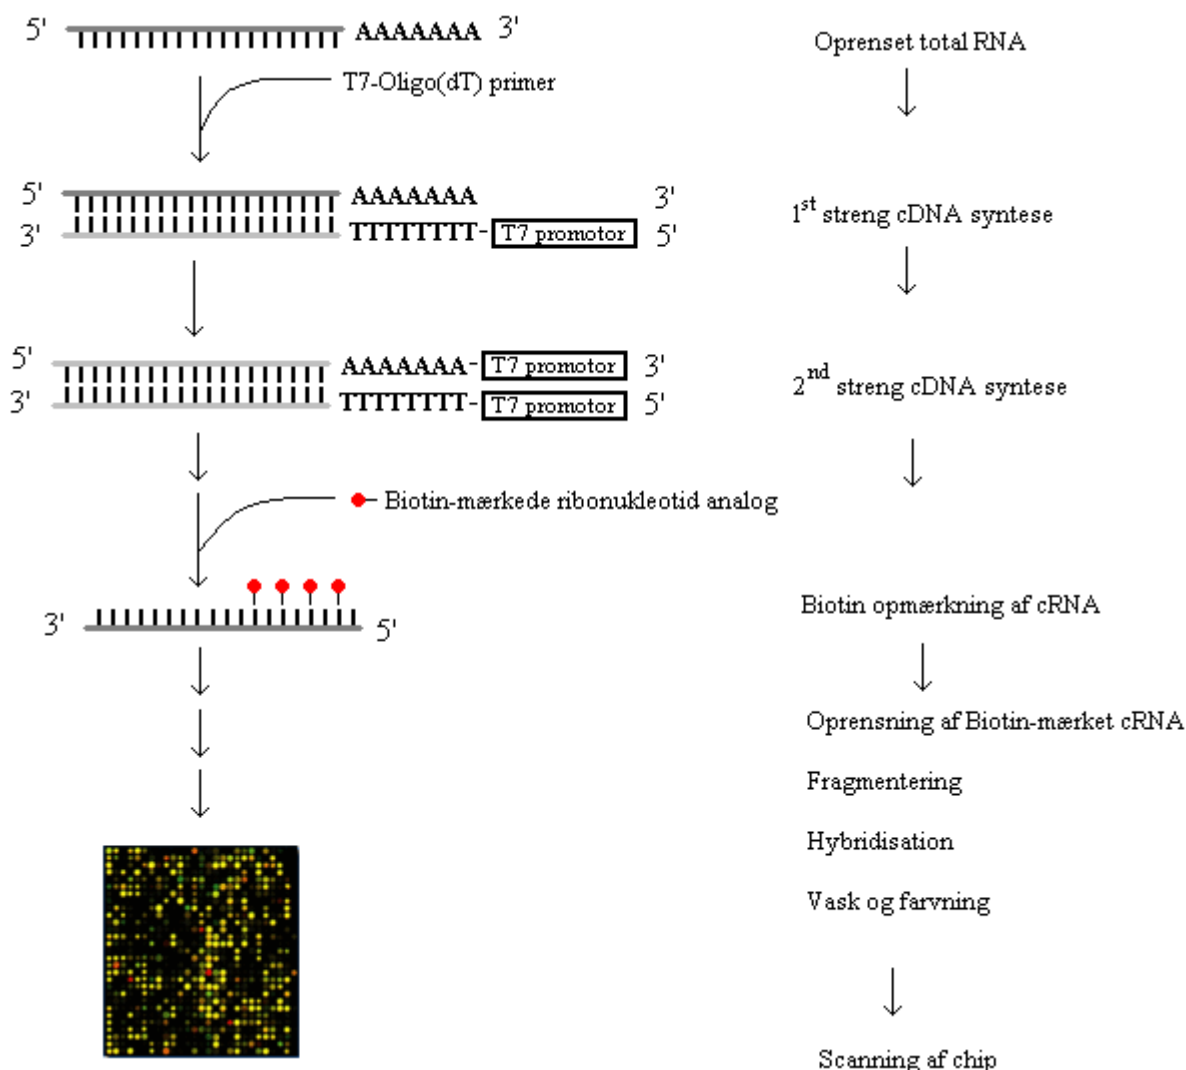 5' AAAAAAA 3'
Oprenset total RNA
T7-Oligo(dT) primer
5' AAAAAAA 3'
3' TTTTTTTT- T7 promotor 5'
1st streng cDNA syntese
5' AAAAAAA- T7 promotor 3'
3' TTTTTTTT- T7 promotor 5'
2nd streng cDNA syntese
Biotin-mærkede ribonukleotid analog
3' 5'
Biotin opmærkning af cRNA
Oprensning af Biotin-mærket cRNA
Fragmentering
Hybridisation
Vask og farvning
Scanning af chip